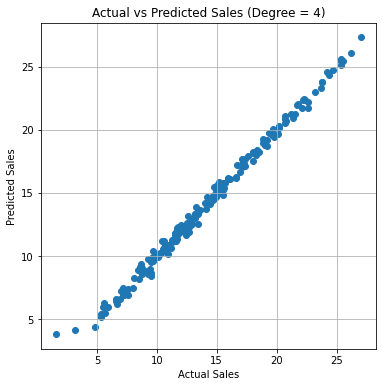 Actual vs Predicted Sales (Degree = 4)
Predicted Sales
25
20
15
10
5
5 10 15 20 25
Actual Sales